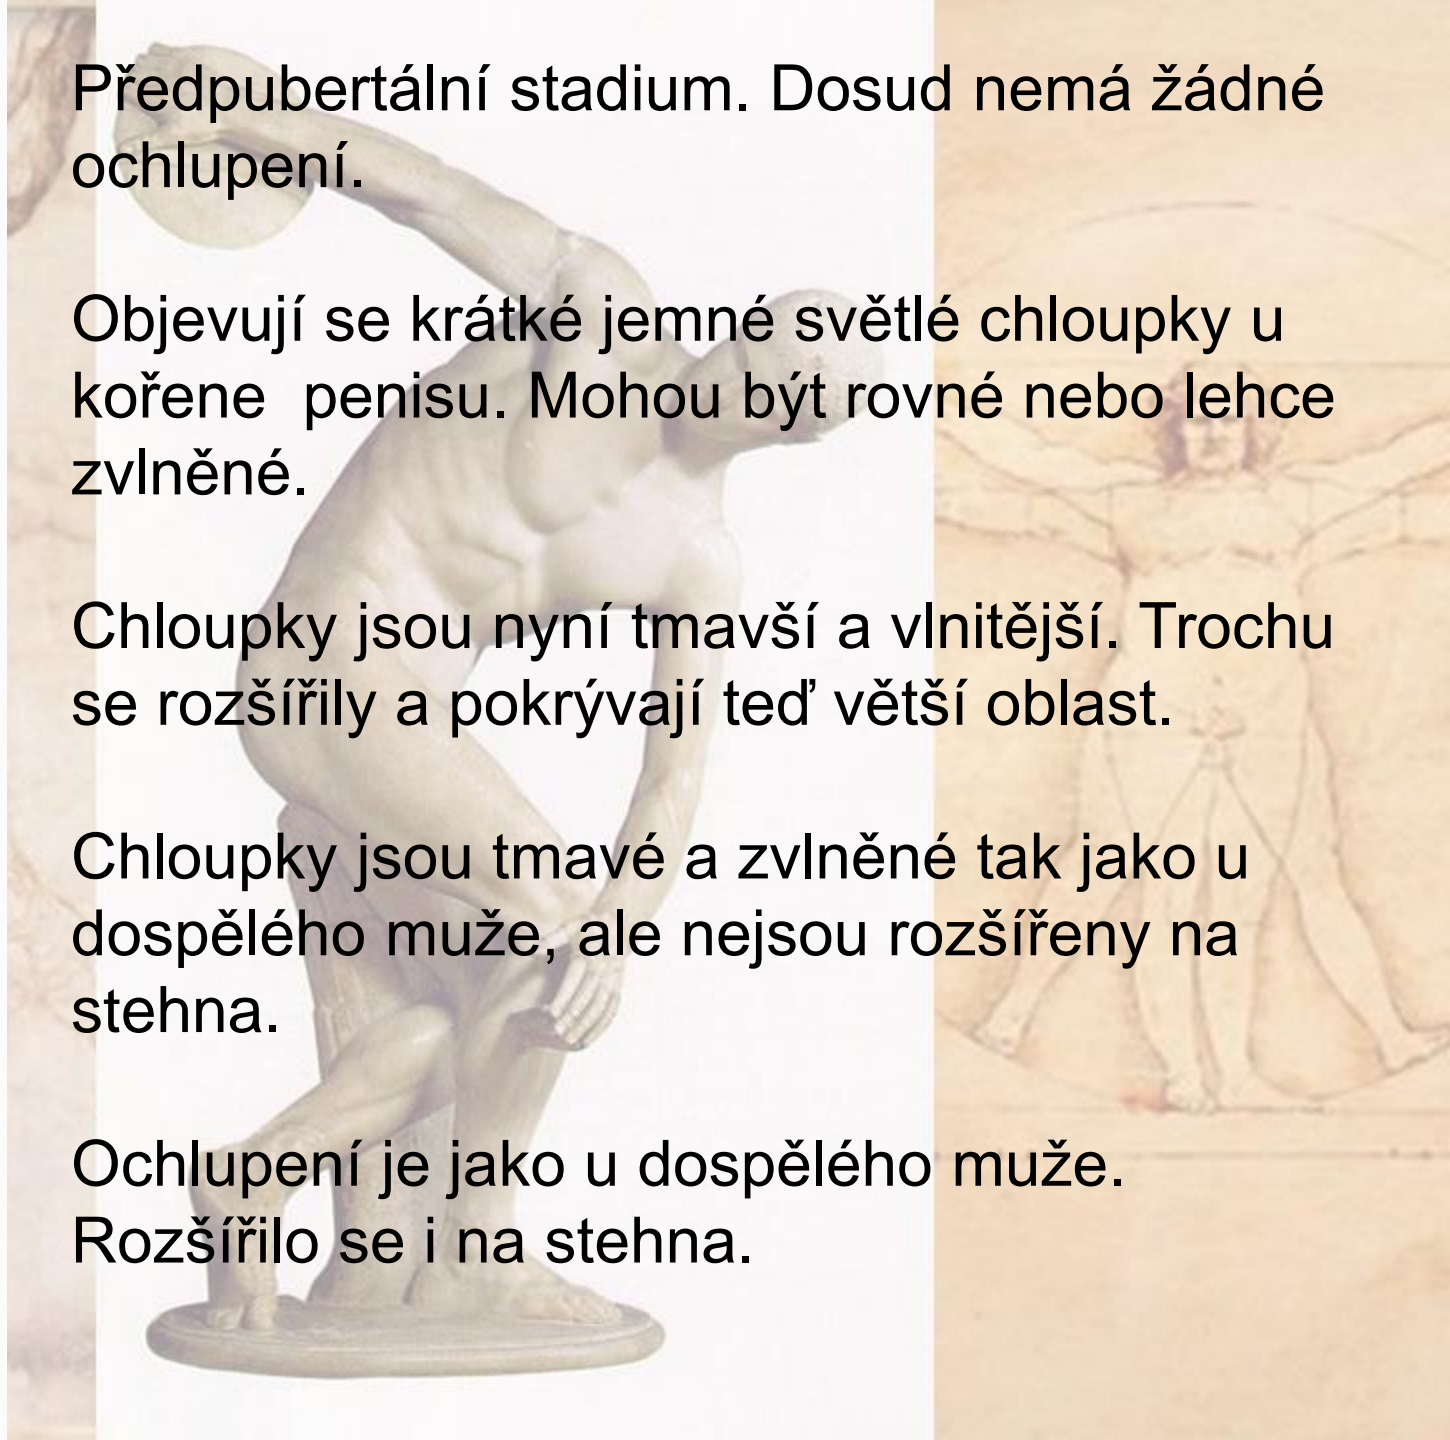 Předpubertální stadium. Dosud nemá žádné
ochlupení.
Objevují se krátké jemné světlé chloupky u
kořene  penisu. Mohou být rovné nebo lehce
zvlněné.
Chloupky jsou nyní tmavší a vlnitější. Trochu
se rozšířily a pokrývají teď větší oblast.
Chloupky jsou tmavé a zvlněné tak jako u
dospělého muže, ale nejsou rozšířeny na
stehna.
Ochlupení je jako u dospělého muže.
Rozšířilo se i na stehna.